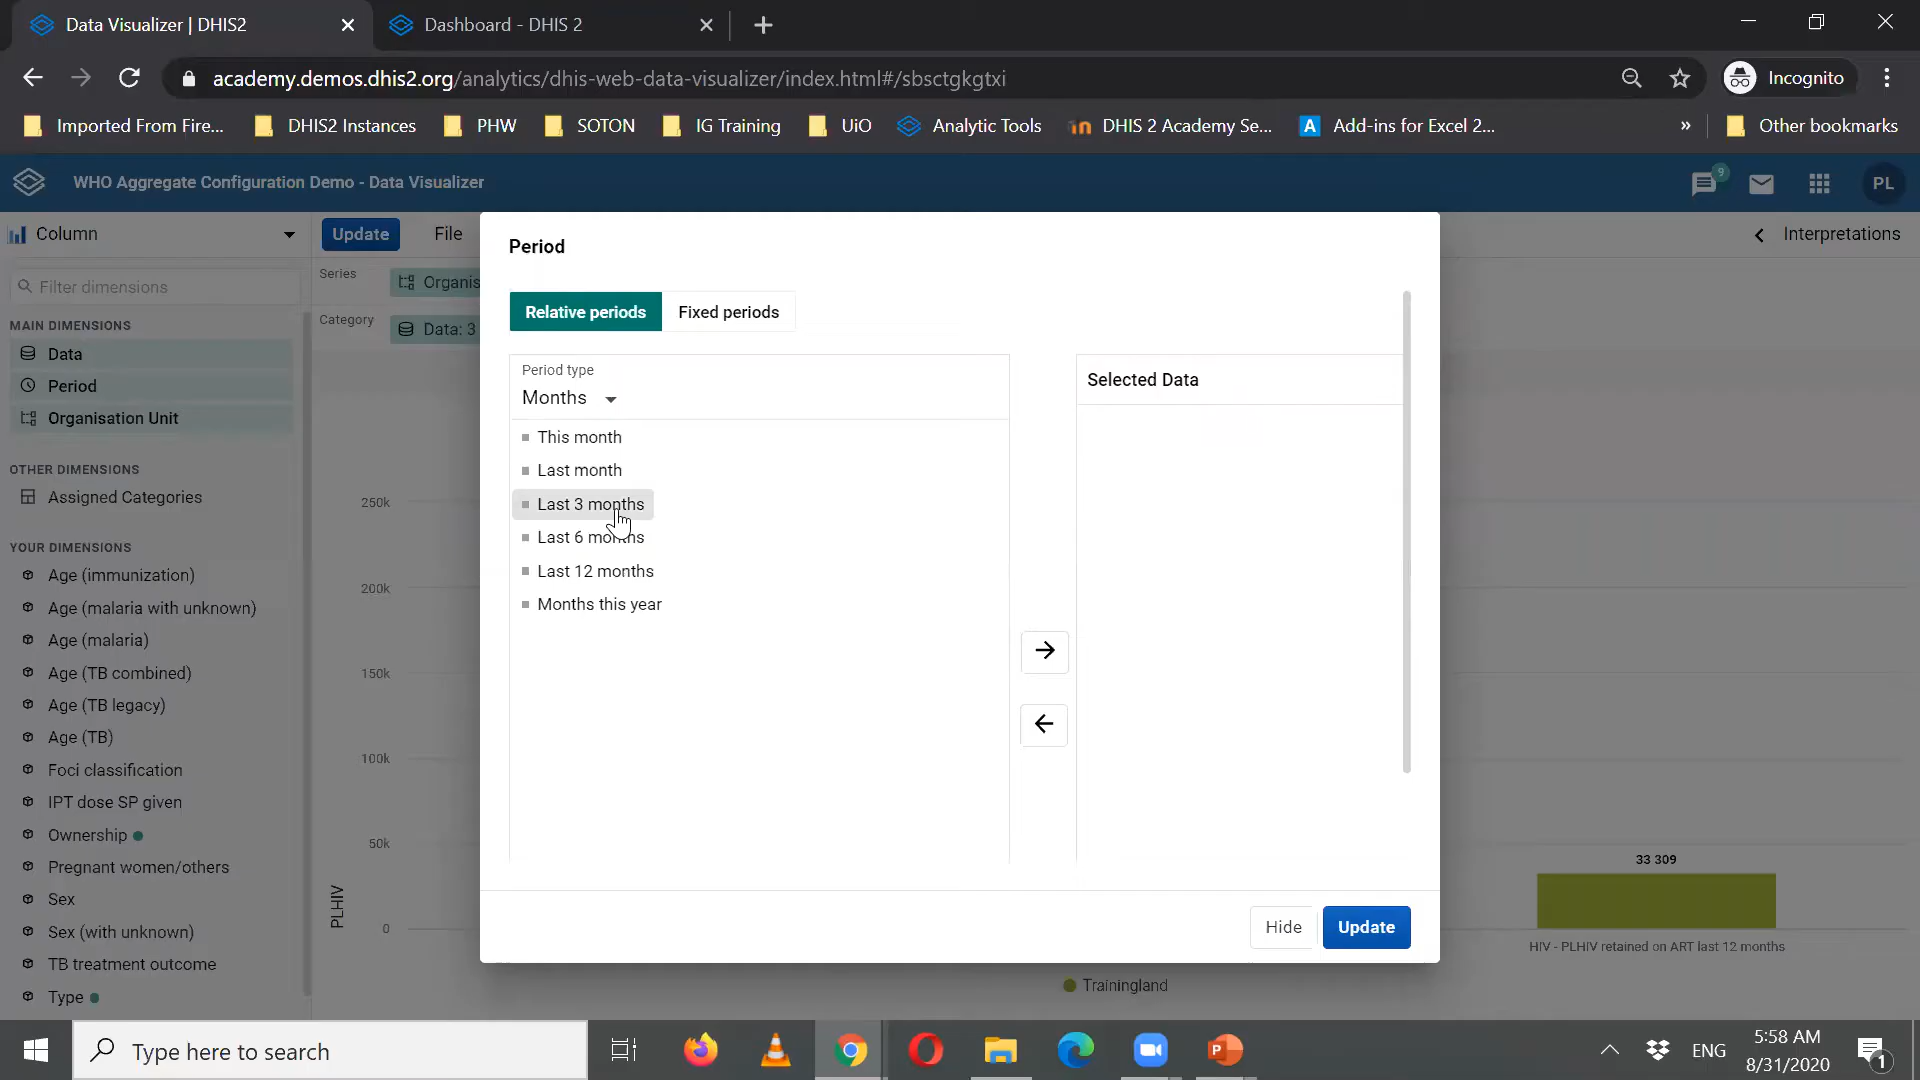 Data Visualizer | DHIS2
Dashboard - DHIS 2
academy.demos.dhis2.org/analytics/dhis-web-data-visualizer/index.html#/sbsctgkgtxi
Incognito
Imported From Fire...
DHIS2 Instances
PHW
SOTON
IG Training
UiO
Analytic Tools
DHIS 2 Academy Se...
Add-ins for Excel 2...
»
Other bookmarks
WHO Aggregate Configuration Demo - Data Visualizer
9
PL
Column
Update
File
Interpretations
Filter dimensions
Series
Organis
Category
Data: 3
MAIN DIMENSIONS
Data
Period
Organisation Unit
OTHER DIMENSIONS
Assigned Categories
YOUR DIMENSIONS
Age (immunization)
Age (malaria with unknown)
Age (malaria)
Age (TB combined)
Age (TB legacy)
Age (TB)
Foci classification
IPT dose SP given
Ownership
Pregnant women/others
Sex
Sex (with unknown)
TB treatment outcome
Type
250k
200k
150k
100k
50k
0
PLHIV
Period
Relative periods
Fixed periods
Period type
Months
This month
Last month
Last 3 months
Last 6 months
Last 12 months
Months this year
Selected Data
Hide
Update
33 309
HIV - PLHIV retained on ART last 12 months
Trainingland
Type here to search
ENG
5:58 AM
8/31/2020
1